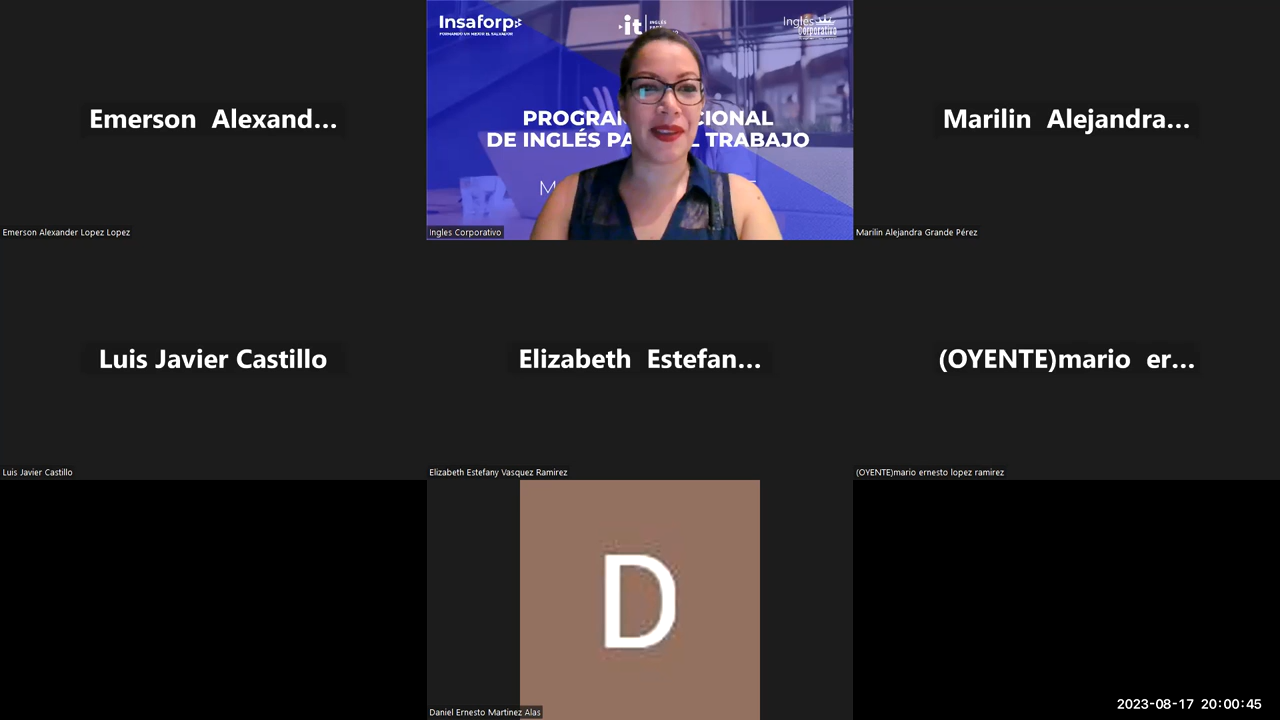 Emerson Alexand...
Emerson Alexander Lopez Lopez
Insaforp
FORMANDO UN MEJOR EL SALVADOR
it
INGLÉS
Inglés
Corporativo
DE INGLÉS PA L TRABAJO
Ingles Corporativo
Marilin Alejandra...
Marilin Alejandra Grande Pérez
Luis Javier Castillo
Luis Javier Castillo
Elizabeth Estefan...
Elizabeth Estefany Vasquez Ramirez
(OYENTE)mario er...
(OYENTE)mario ernesto lopez ramirez
D
Daniel Ernesto Martinez Alas
2023-08-17 20:00:45